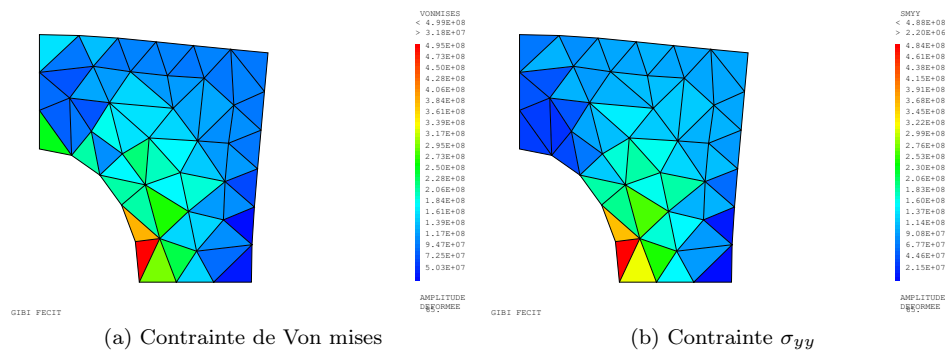 VONMISES
< 4.99E+08
> 3.18E+07
4.95E+08
4.73E+08
4.50E+08
4.28E+08
4.06E+08
3.84E+08
3.61E+08
3.39E+08
3.17E+08
2.95E+08
2.73E+08
2.50E+08
2.28E+08
2.06E+08
1.84E+08
1.61E+08
1.39E+08
1.17E+08
9.47E+07
7.25E+07
5.03E+07
AMPLITUDE
DEFORMEE
GIBI FECIT
(a) Contrainte de Von mises
SMYY
< 4.88E+08
> 2.20E+06
4.84E+08
4.61E+08
4.38E+08
4.15E+08
3.91E+08
3.68E+08
3.45E+08
3.22E+08
2.99E+08
2.76E+08
2.53E+08
2.30E+08
2.06E+08
1.83E+08
1.60E+08
1.37E+08
1.14E+08
9.08E+07
6.77E+07
4.46E+07
2.15E+07
AMPLITUDE
DEFORMEE
GIBI FECIT
(b) Contrainte σyy